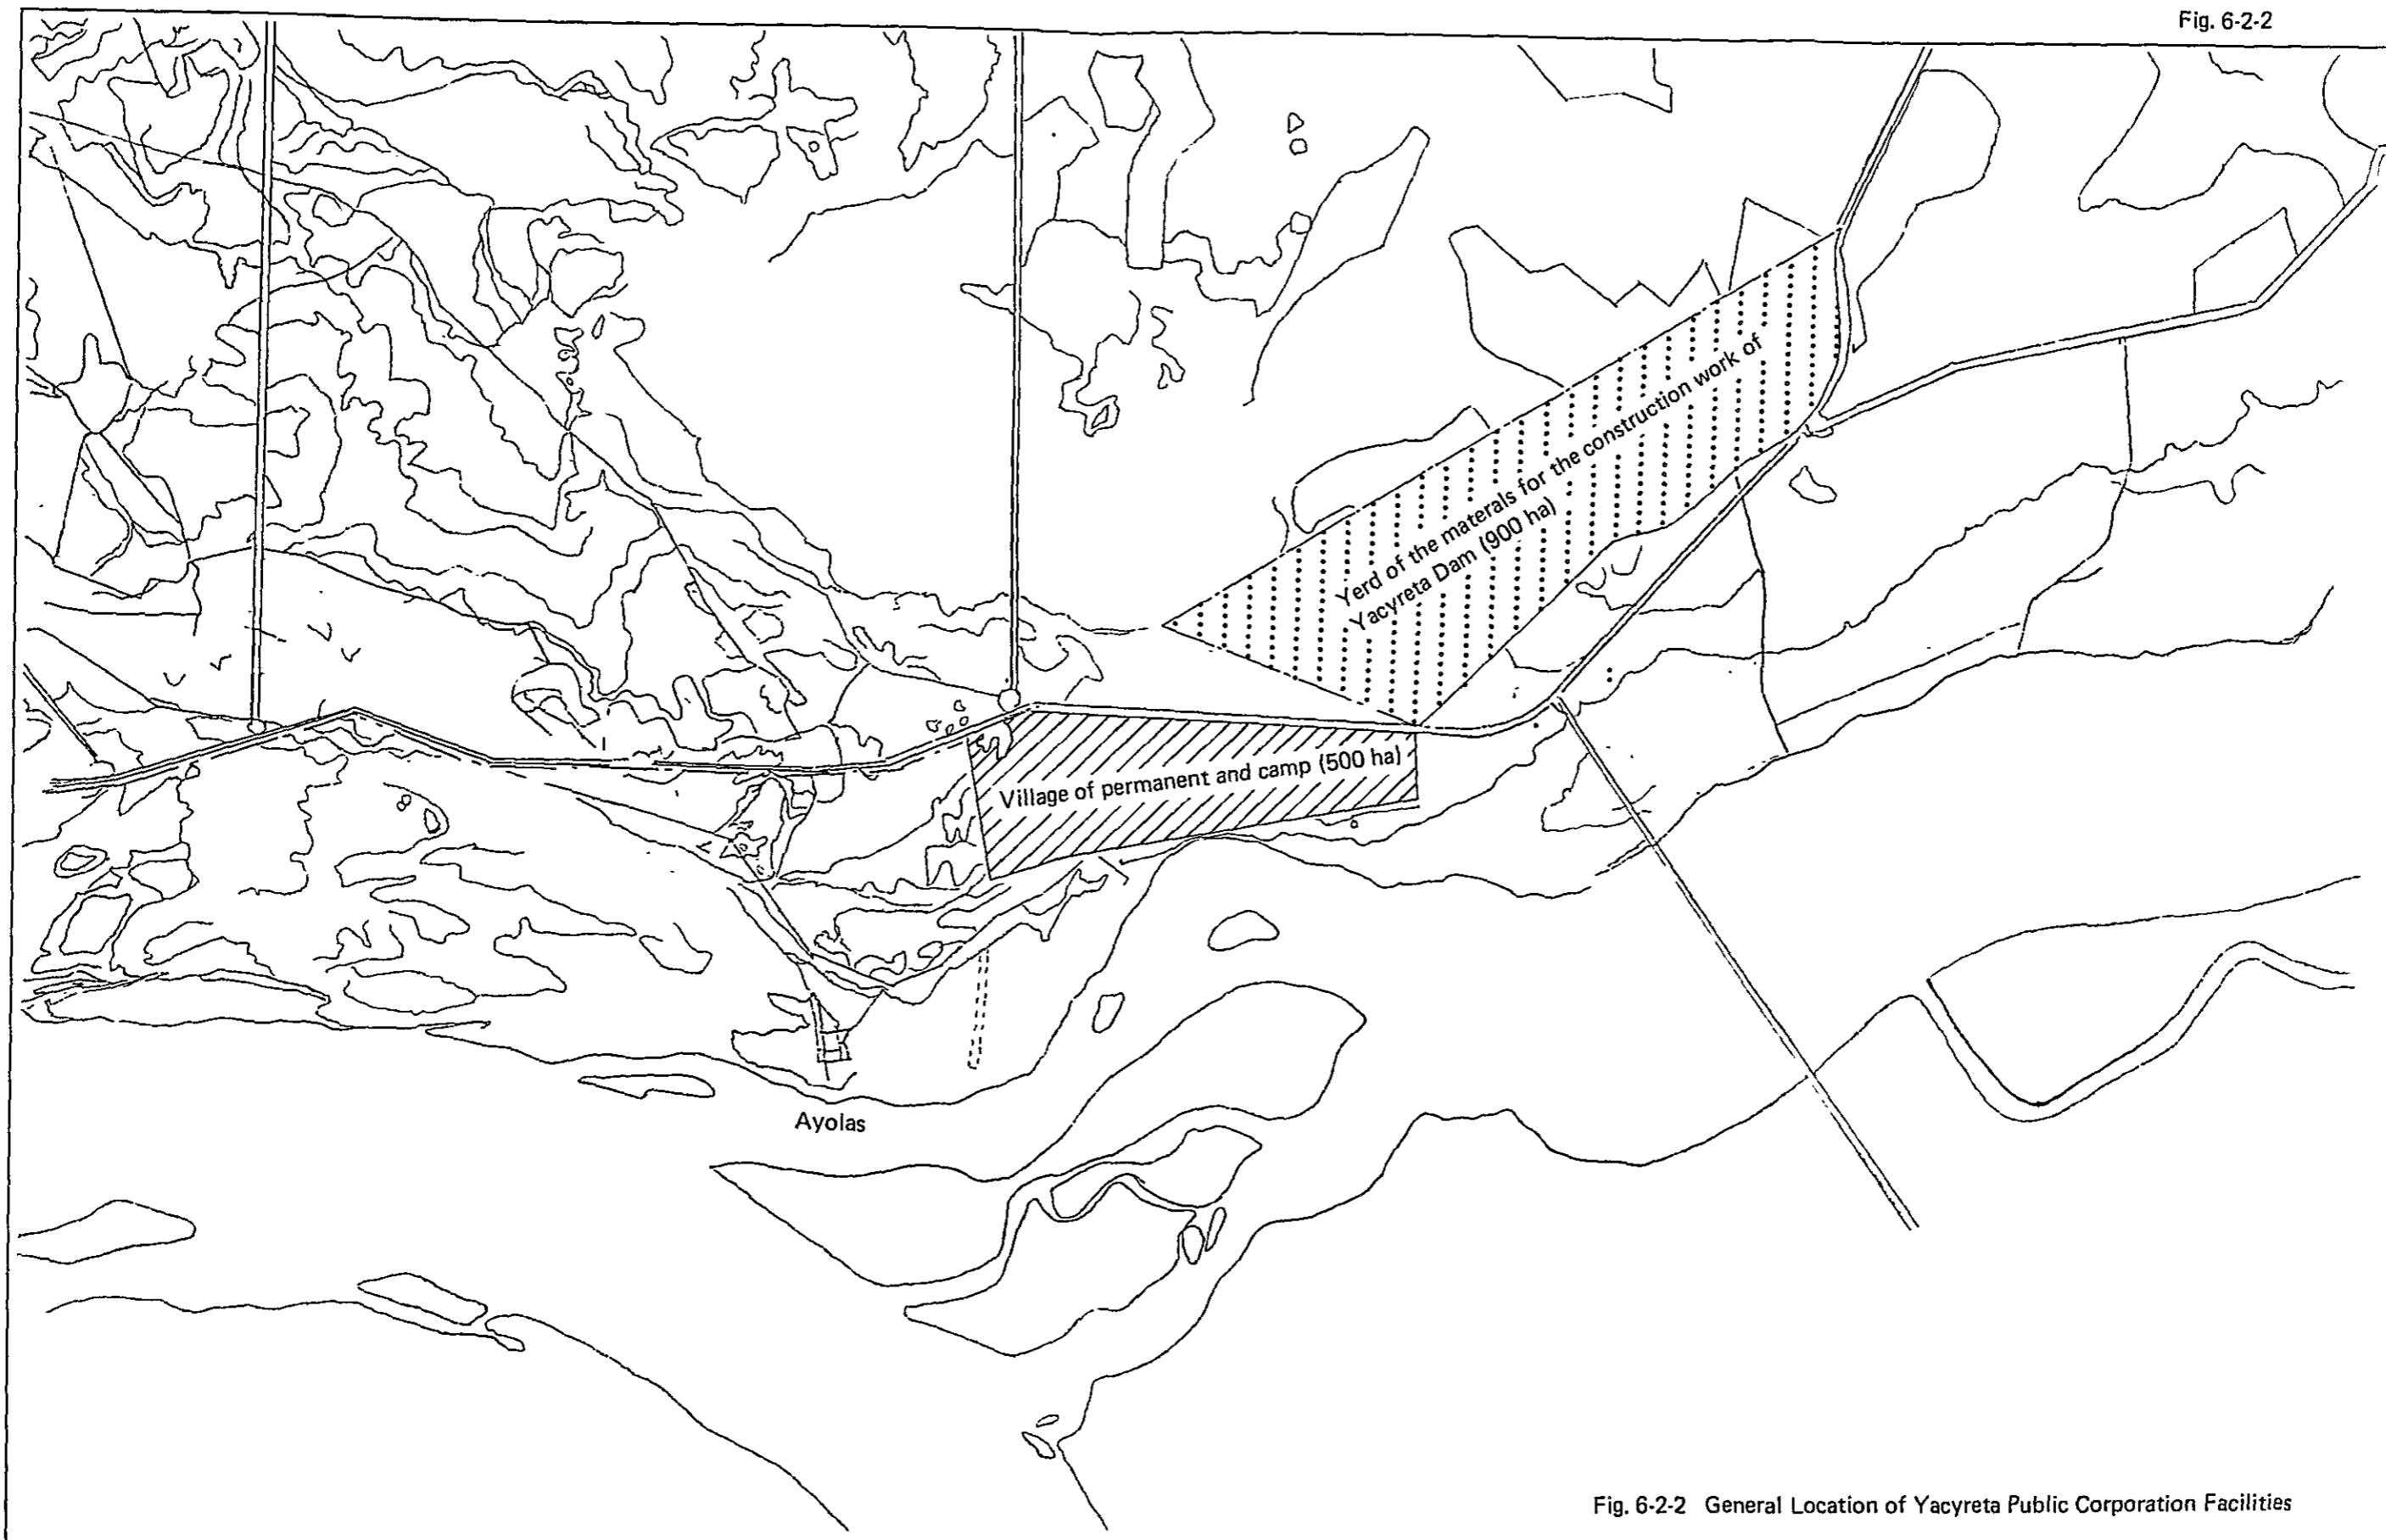 Fig. 6-2-2
Yerd of the materals for the construction work of
Yacyreta Dam (900 ha)
Village of permanent and camp (500 ha)
Ayolas
Fig. 6-2-2 General Location of Yacyreta Public Corporation Facilities